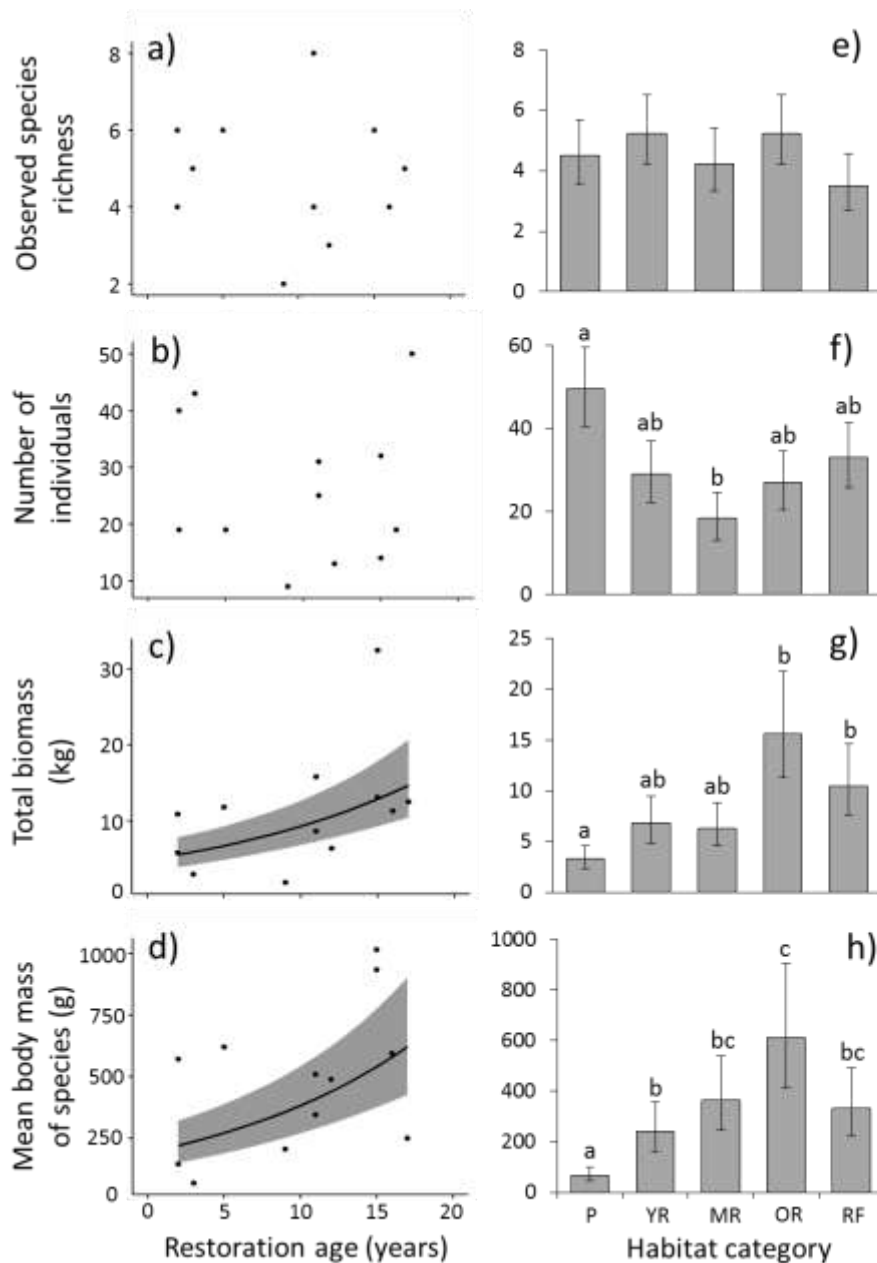 a)
Observed species
richness
8
6
4
2
e)
8
6
4
2
0
b)
Number of
individuals
50
40
30
20
10
f)
60
40
20
0
a
ab
b
ab
ab
c)
Total biomass
(kg)
30
20
10
0
g)
25
20
15
10
5
0
a
ab
ab
b
b
d)
Mean body mass
of species (g)
1000
750
500
250
0
0 5 10 15 20
Restoration age (years)
h)
1000
800
600
400
200
0
a
b
bc
c
bc
P YR MR OR RF
Habitat category